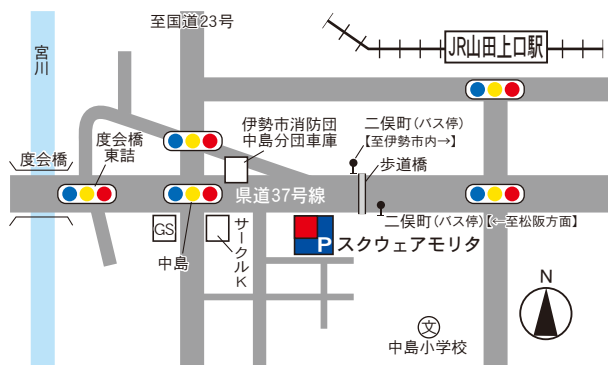 至国道23号
JR山田上口駅
宮川
伊勢市消防団
中島分団車庫
二俣町(バス停)
【至伊勢市内→】
度会橋
東詰
度会橋
歩道橋
県道37号線
二俣町(バス停)【←至松阪方面】
GS
サークルK
中島
P
スクウェアモリタ
N
文
中島小学校